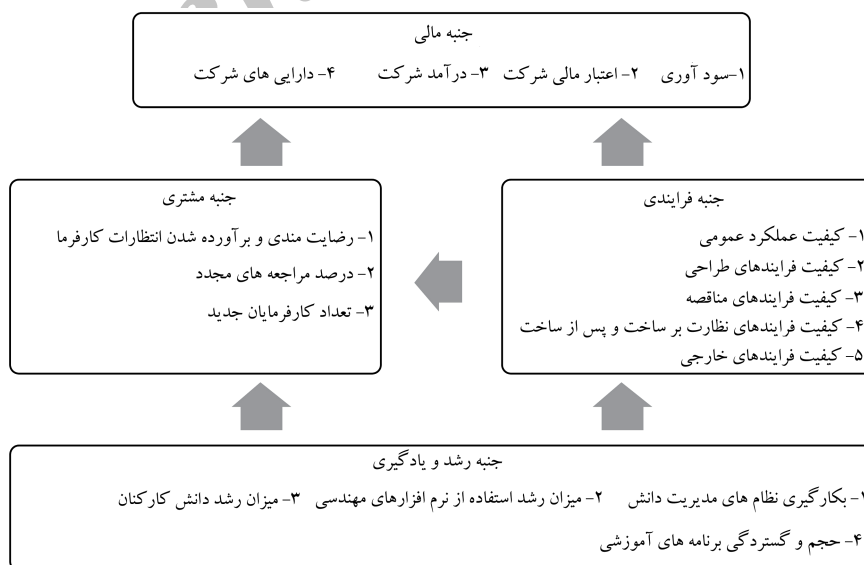 جنبه مالی
۱-سود آوری ۲- اعتبار مالی شرکت ۳- درآمد شرکت ۴- دارایی های شرکت
جنبه فرایندی
۱- کیفیت عملکرد عمومی
۲- کیفیت فرایندهای طراحی
۳- کیفیت فرایندهای مناقصه
۴- کیفیت فرایندهای نظارت بر ساخت و پس از ساخت
۵- کیفیت فرایندهای خارجی
جنبه مشتری
۱- رضایت مندی و برآورده شدن انتظارات کارفرما
۲- درصد مراجعه های مجدد
۳- تعداد کارفرمایان جدید
جنبه رشد و یادگیری
۱- بکارگیری نظام های مدیریت دانش ۲- میزان رشد استفاده از نرم افزارهای مهندسی ۳- میزان رشد دانش کارکنان
۴- حجم و گستردگی برنامه های آموزشی